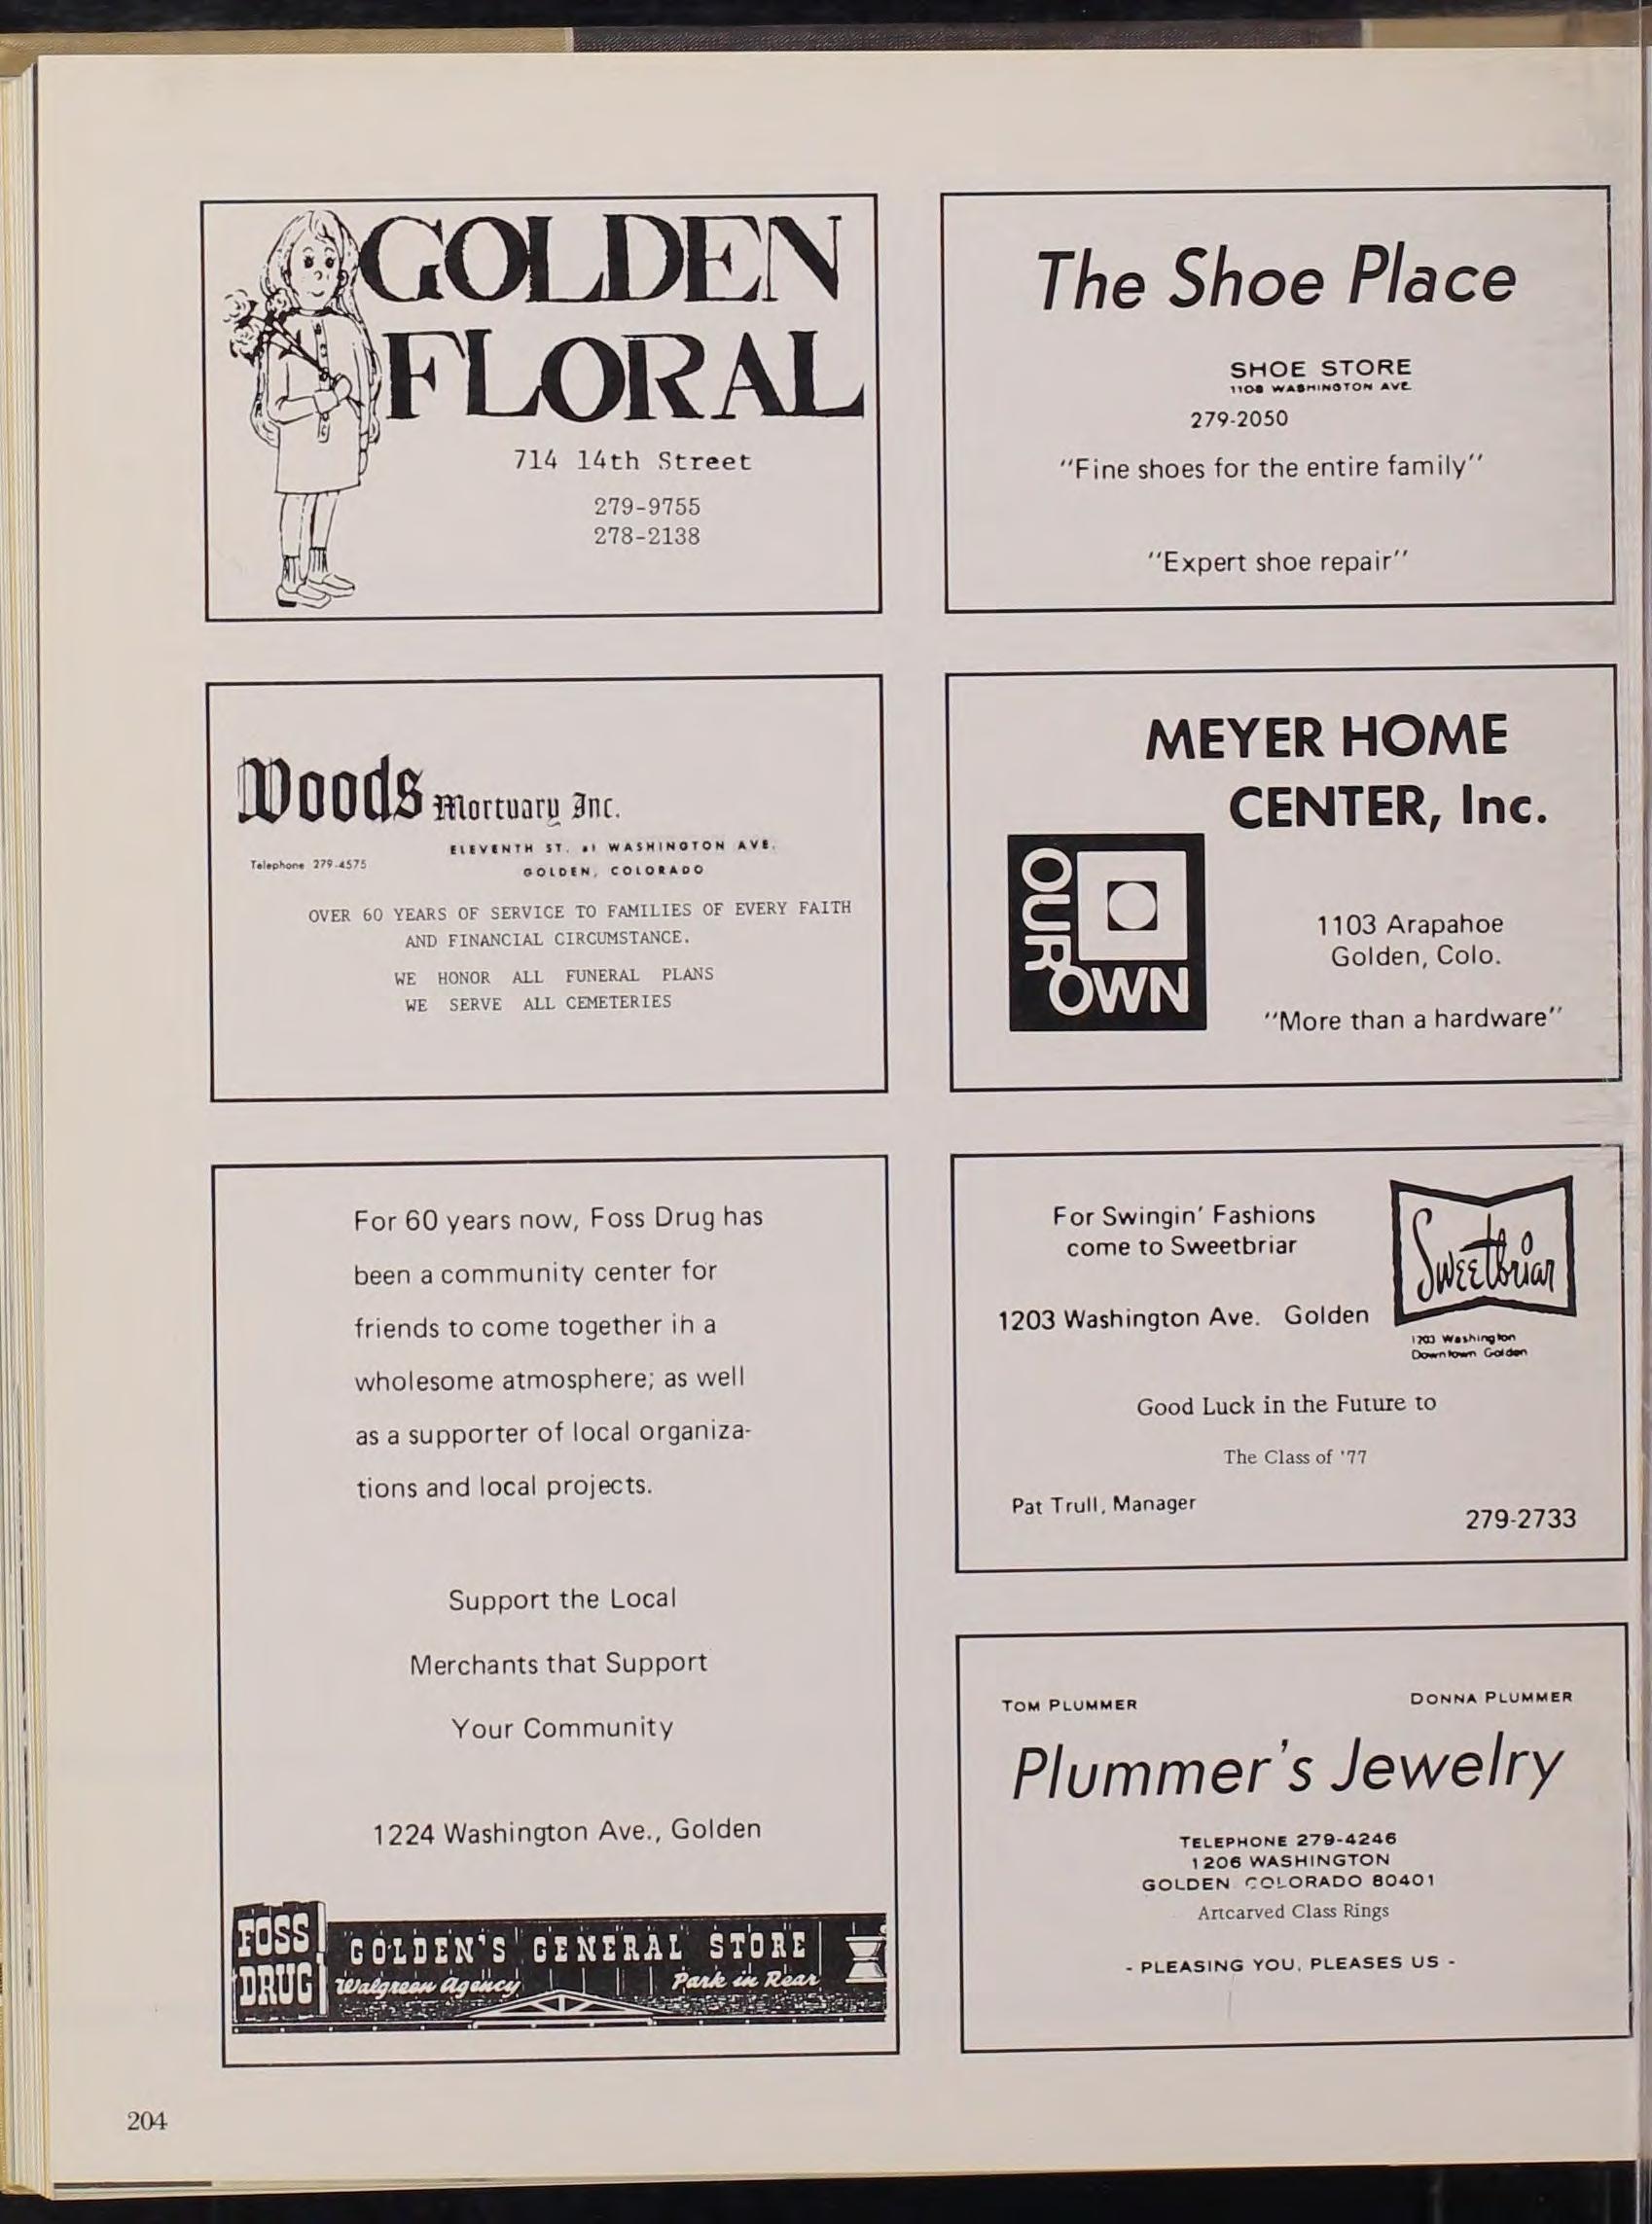 GOLDEN
FLORAL
714 14th Street
279-9755
278-2138
The Shoe Place
SHOE STORE
1108 WASHINGTON AVE.
279-2050
"Fine shoes for the entire family"
"Expert shoe repair"
Woods Mortuary Inc.
ELEVENTH ST. at WASHINGTON AVE.
Telephone 279-4575
GOLDEN, COLORADO
OVER 60 YEARS OF SERVICE TO FAMILIES OF EVERY FAITH
AND FINANCIAL CIRCUMSTANCE.
WE HONOR ALL FUNERAL PLANS
WE SERVE ALL CEMETERIES
MEYER HOME
CENTER, Inc.
OUR
OWN
1103 Arapahoe
Golden, Colo.
"More than a hardware"
For 60 years now, Foss Drug has
been a community center for
friends to come together in a
wholesome atmosphere; as well
as a supporter of local organiza-
tions and local projects.
Support the Local
Merchants that Support
Your Community
1224 Washington Ave., Golden
FOSS
DRUG
GOLDEN'S GENERAL STORE
Walgreen Agency
Park in Rear
For Swingin' Fashions
come to Sweetbriar
Sweetbriar
1203 Washington Ave. Golden
1203 Washington
Downtown Golden
Good Luck in the Future to
The Class of '77
Pat Trull, Manager
279-2733
TOM PLUMMER
DONNA PLUMMER
Plummer's Jewelry
TELEPHONE 279-4246
1206 WASHINGTON
GOLDEN COLORADO 80401
Artcarved Class Rings
- PLEASING YOU, PLEASES US -
204